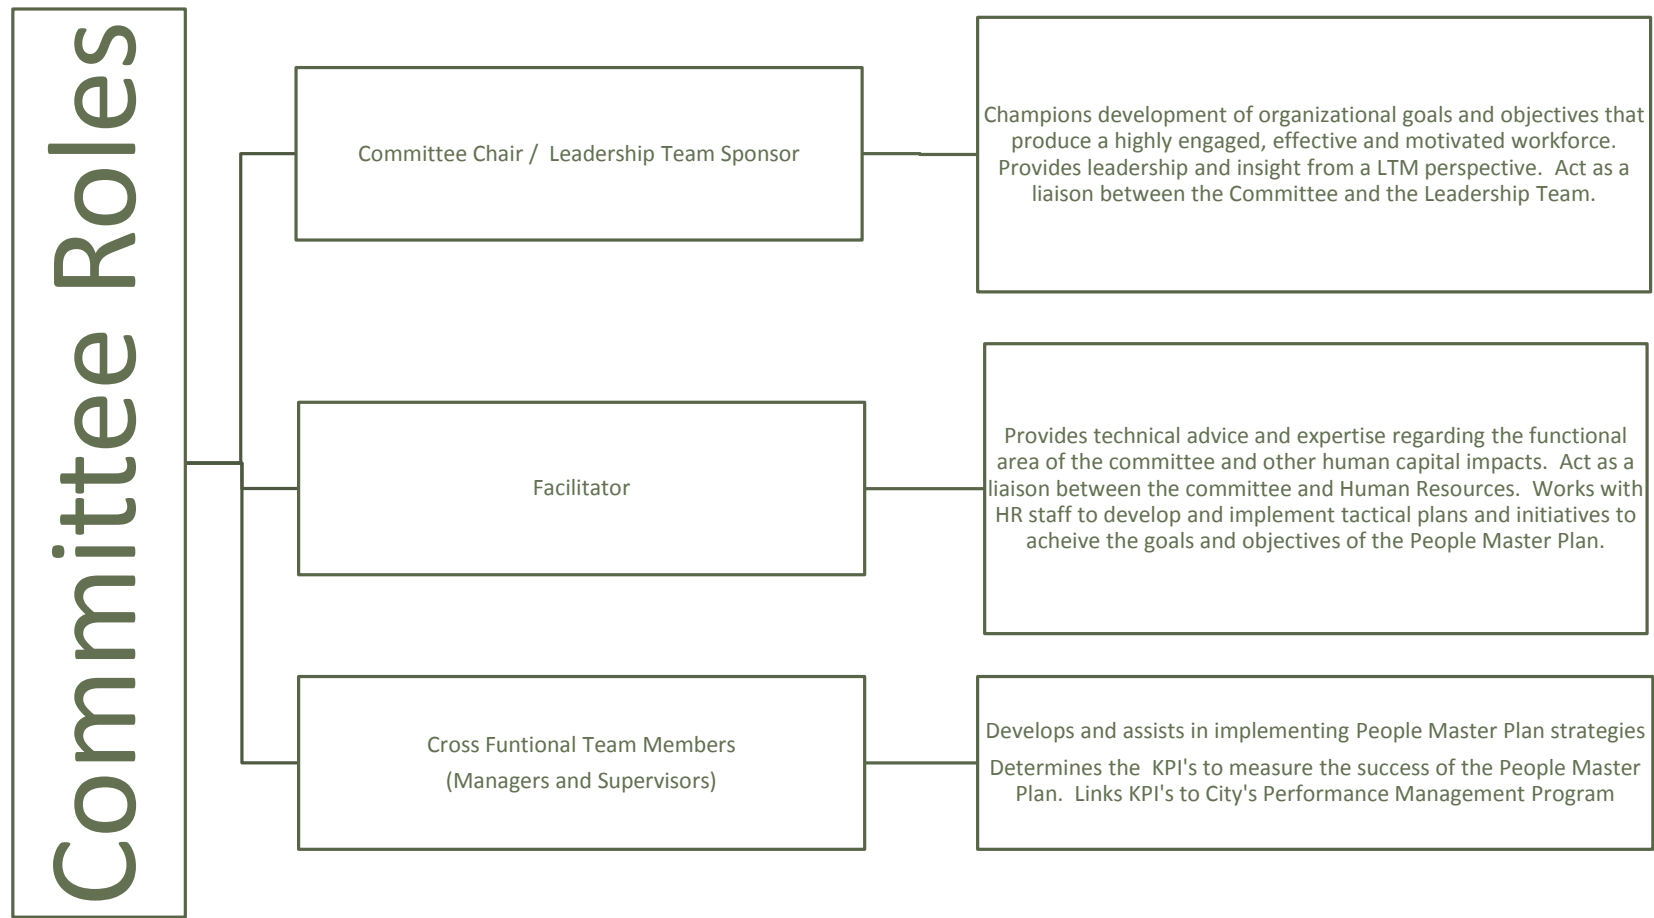 Committee Roles
Committee Chair /  Leadership Team Sponsor
Champions development of organizational goals and objectives that
produce a highly engaged, effective and motivated workforce.
Provides leadership and insight from a LTM perspective.  Act as a
liaison between the Committee and the Leadership Team.
Facilitator
Provides technical advice and expertise regarding the functional
area of the committee and other human capital impacts.  Act as a
liaison between the committee and Human Resources.  Works with
HR staff to develop and implement tactical plans and initiatives to
acheive the goals and objectives of the People Master Plan.
Cross Funtional Team Members
(Managers and Supervisors)
Develops and assists in implementing People Master Plan strategies
Determines the  KPI's to measure the success of the People Master
Plan.  Links KPI's to City's Performance Management Program